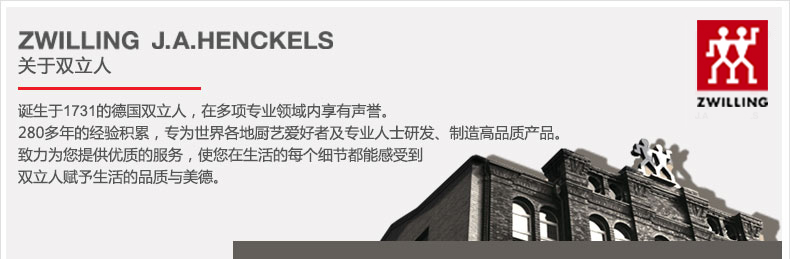 ZWILLING J.A.HENCKELS
关于双立人
诞生于1731的德国双立人，在多项专业领域内享有声誉。
280多年的经验积累，专为世界各地厨艺爱好者及专业人士研发、制造高品质产品。
致力为您提供优质的服务，使您在生活的每个细节都能感受到
双立人赋予生活的品质与美德。
ZWILLING